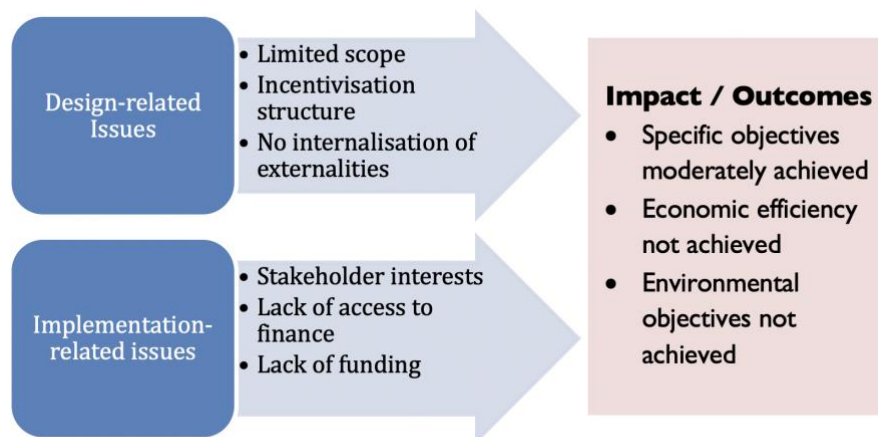 Design-related
Issues
• Limited scope
• Incentivisation
structure
• No internalisation of
externalities
Implementation-
related issues
• Stakeholder interests
• Lack of access to
finance
• Lack of funding
Impact / Outcomes
• Specific objectives
moderately achieved
• Economic efficiency
not achieved
• Environmental
objectives not
achieved